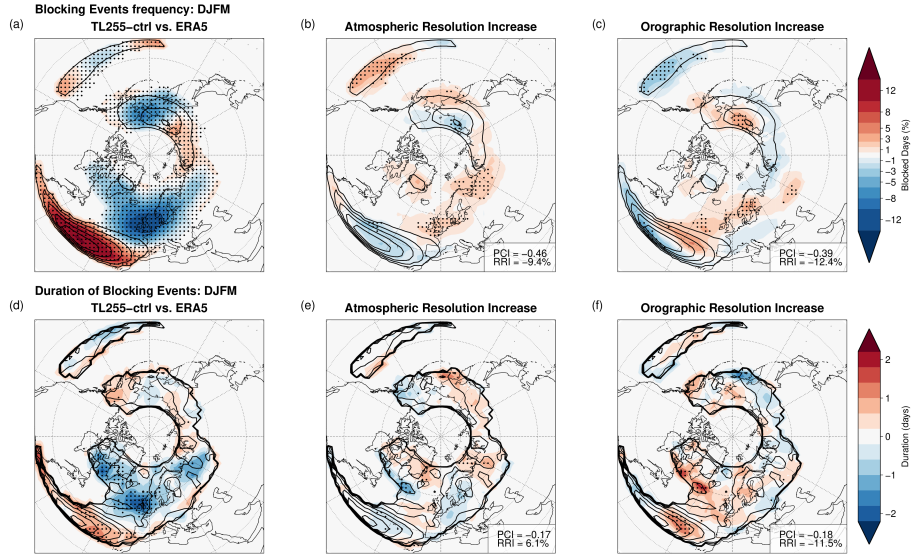 Blocking Events frequency: DJFM
(a) TL255−ctrl vs. ERA5
(b) Atmospheric Resolution Increase
(c) Orographic Resolution Increase
PCI = −0.46
RRI = −9.4%
PCI = −0.39
RRI = −12.4%
12
8
5
3
1
−1
−3
−5
−8
−12
Blocked Days (%)
Duration of Blocking Events: DJFM
(d) TL255−ctrl vs. ERA5
(e) Atmospheric Resolution Increase
(f) Orographic Resolution Increase
PCI = −0.17
RRI = 6.1%
PCI = −0.18
RRI = −11.5%
2
1
0
−1
−2
Duration (days)